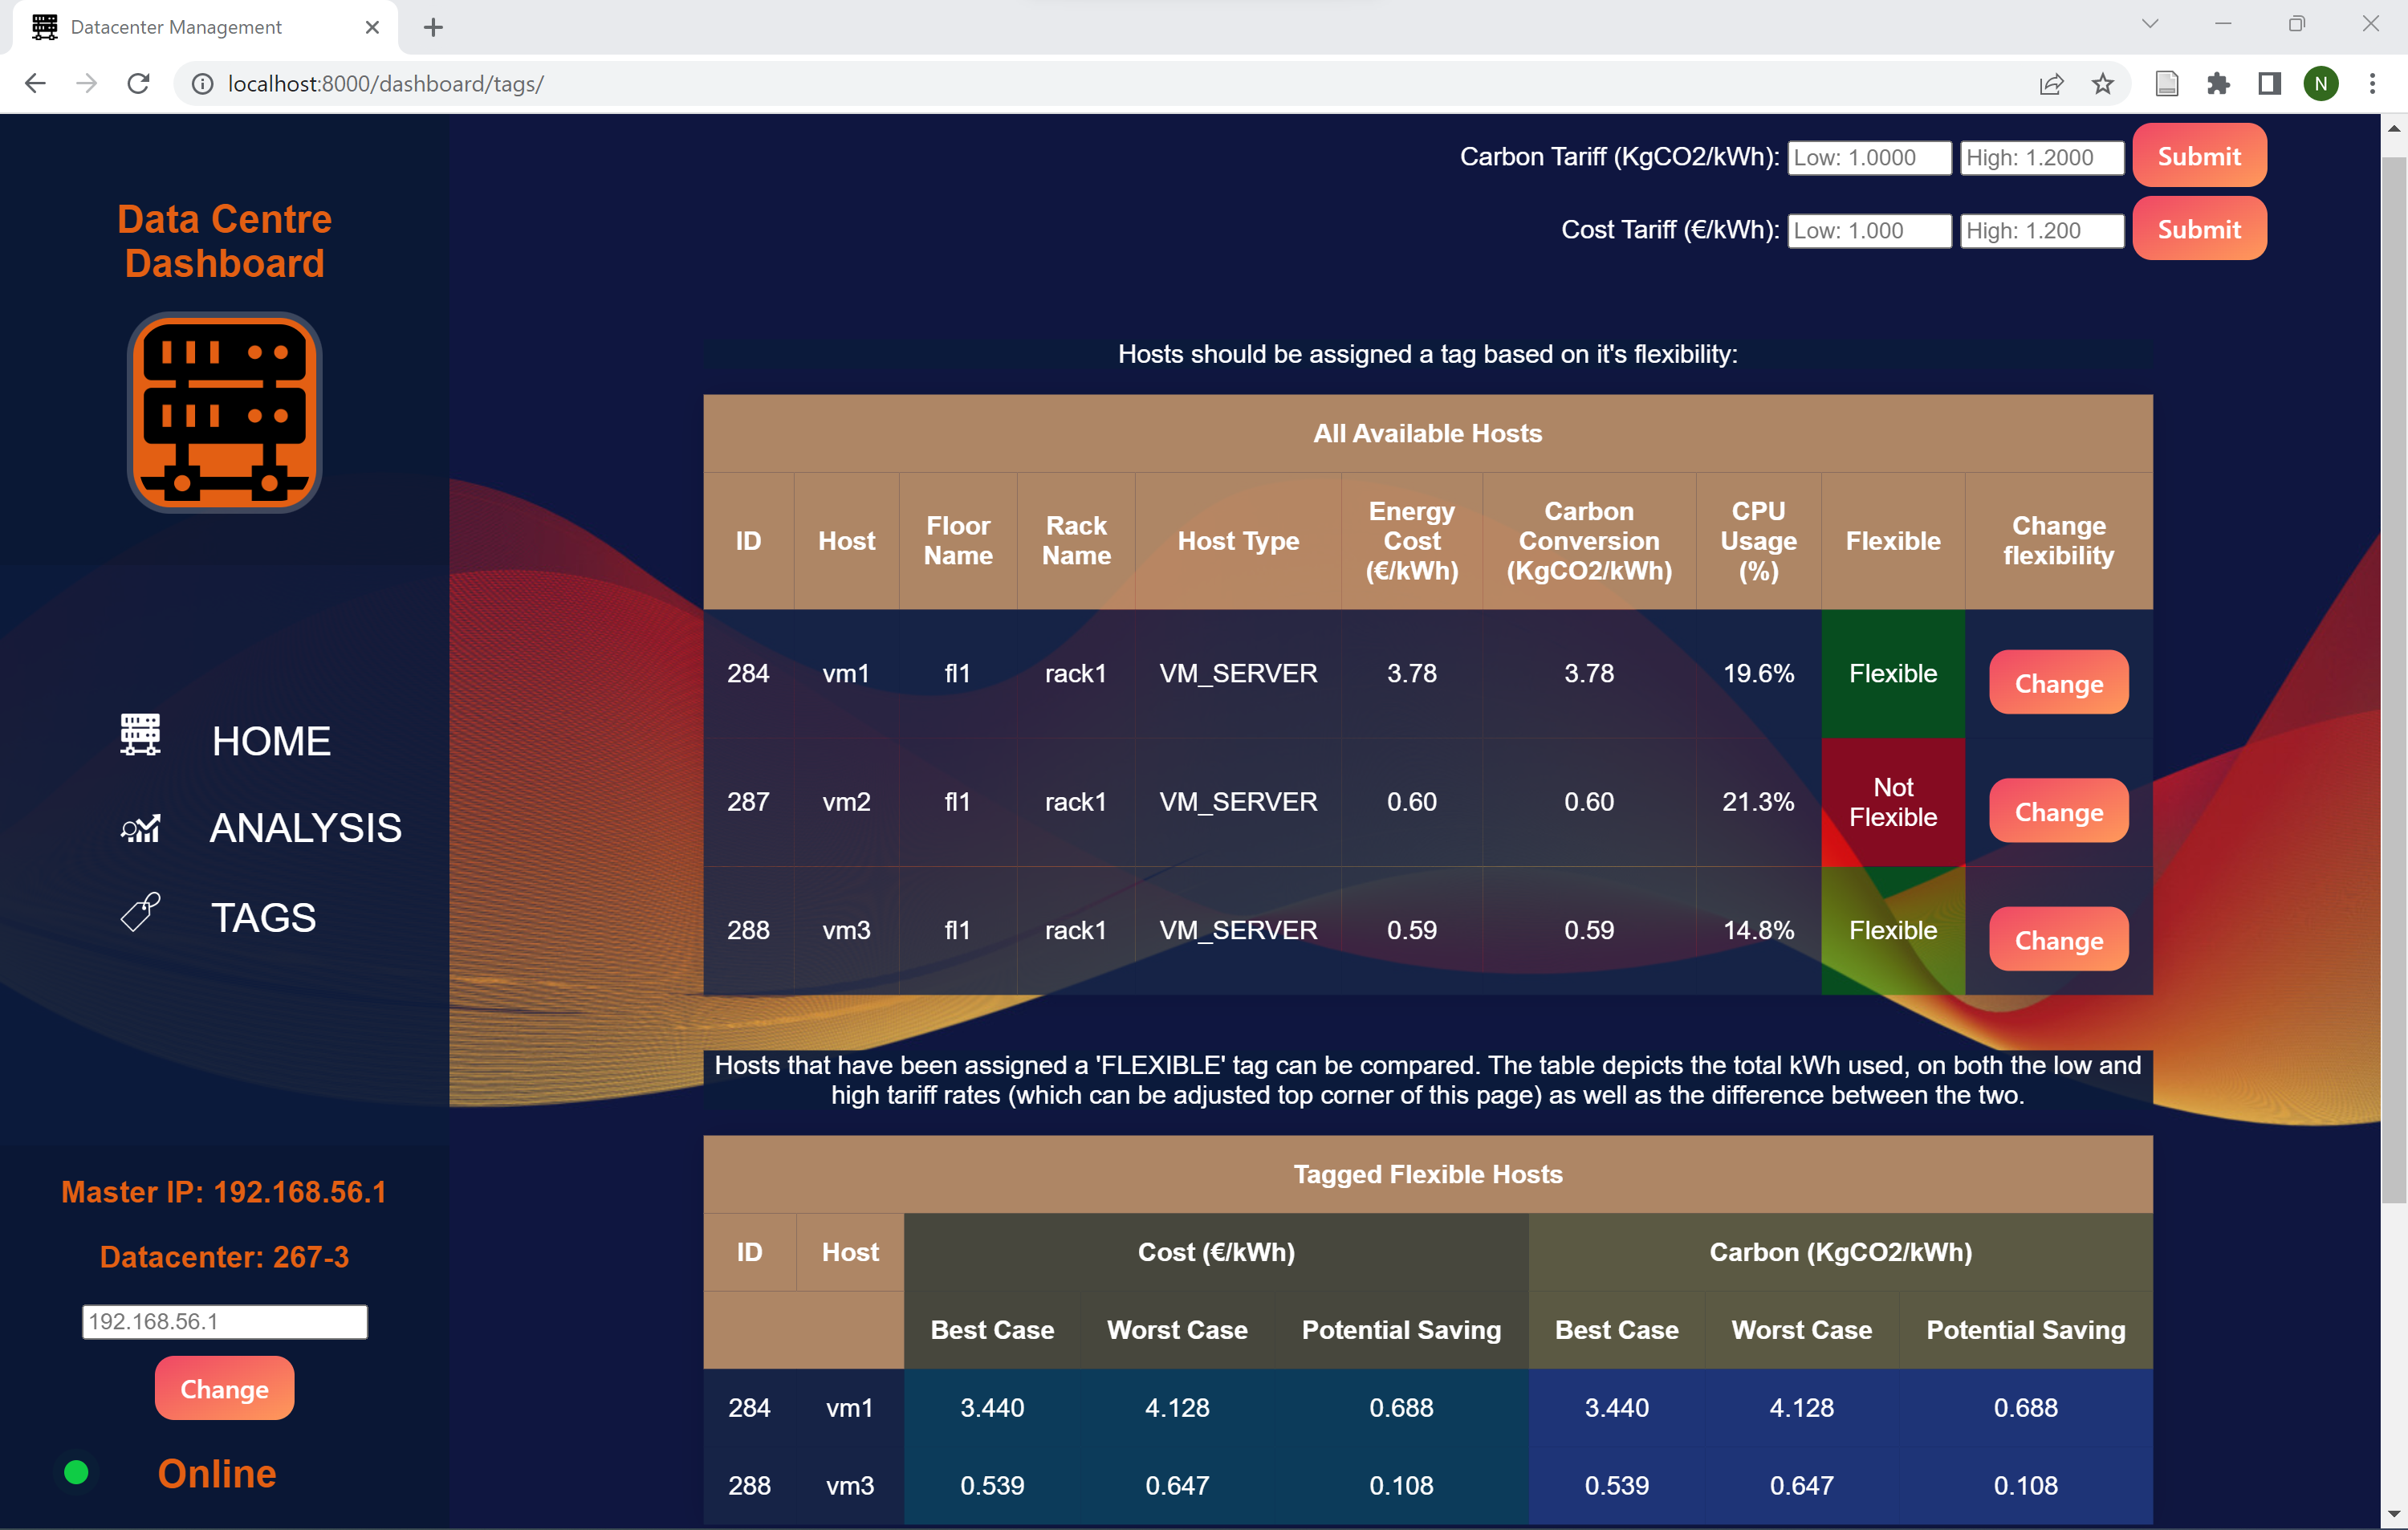 Datacenter Management
localhost:8000/dashboard/tags/
N
Data Centre
Dashboard
HOME
ANALYSIS
TAGS
Master IP: 192.168.56.1
Datacenter: 267-3
192.168.56.1
Change
Online
Carbon Tariff (KgCO2/kWh): Low: 1.0000 High: 1.2000 Submit
Cost Tariff (€/kWh): Low: 1.000 High: 1.200 Submit
Hosts should be assigned a tag based on it's flexibility:
All Available Hosts
ID Host Floor Name Rack Name Host Type Energy Cost (€/kWh) Carbon Conversion (KgCO2/kWh) CPU Usage (%) Flexible Change flexibility
284 vm1 fl1 rack1 VM_SERVER 3.78 3.78 19.6% Flexible Change
287 vm2 fl1 rack1 VM_SERVER 0.60 0.60 21.3% Not Flexible Change
288 vm3 fl1 rack1 VM_SERVER 0.59 0.59 14.8% Flexible Change
Hosts that have been assigned a 'FLEXIBLE' tag can be compared. The table depicts the total kWh used, on both the low and
high tariff rates (which can be adjusted top corner of this page) as well as the difference between the two.
Tagged Flexible Hosts
ID Host Cost (€/kWh) Carbon (KgCO2/kWh)
Best Case Worst Case Potential Saving Best Case Worst Case Potential Saving
284 vm1 3.440 4.128 0.688 3.440 4.128 0.688
288 vm3 0.539 0.647 0.108 0.539 0.647 0.108